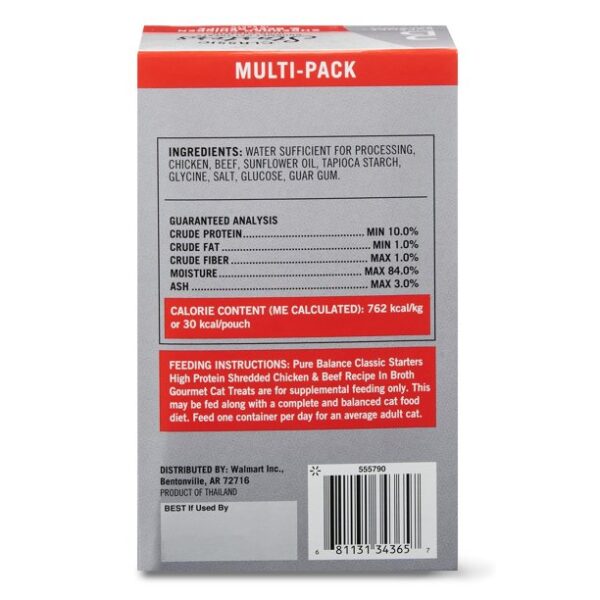 MULTI-PACK
INGREDIENTS: WATER SUFFICIENT FOR PROCESSING,
CHICKEN, BEEF, SUNFLOWER OIL, TAPIOCA STARCH,
GLYCINE, SALT, GLUCOSE, GUAR GUM.
GUARANTEED ANALYSIS
CRUDE PROTEIN........................................ MIN 10.0%
CRUDE FAT................................................ MIN 1.0%
CRUDE FIBER............................................ MAX 1.0%
MOISTURE................................................ MAX 84.0%
ASH........................................................... MAX 3.0%
CALORIE CONTENT (ME CALCULATED): 762 kcal/kg
or 30 kcal/pouch
FEEDING INSTRUCTIONS: Pure Balance Classic Starters
High Protein Shredded Chicken & Beef Recipe In Broth
Gourmet Cat Treats are for supplemental feeding only. This
may be fed along with a complete and balanced cat food
diet. Feed one container per day for an average adult cat.
DISTRIBUTED BY: Walmart Inc.,
Bentonville, AR 72716
PRODUCT OF THAILAND
BEST If Used By
555790
6 81131 34365 7